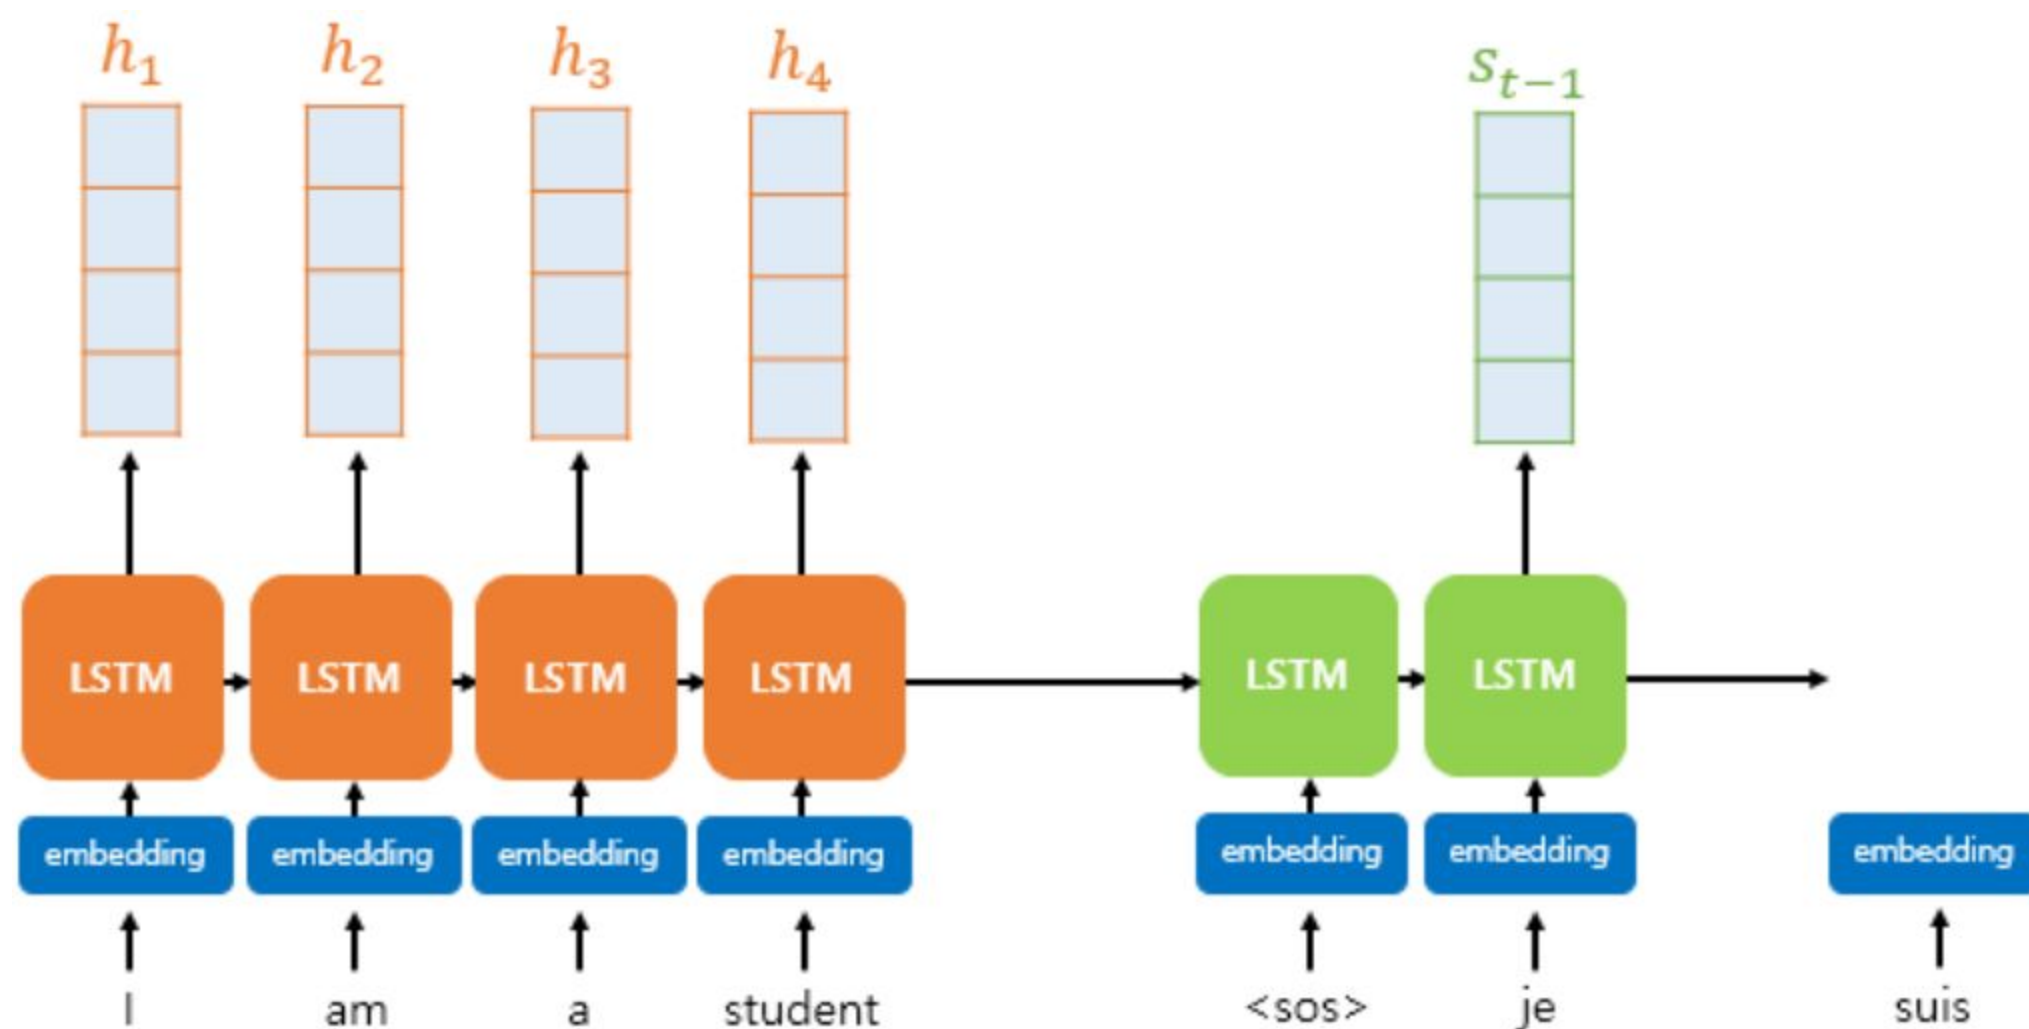 h₁ h₂ h₃ h₄ sₜ₋₁
LSTM LSTM LSTM LSTM LSTM LSTM
embedding embedding embedding embedding embedding embedding embedding
I am a student <sos> je suis